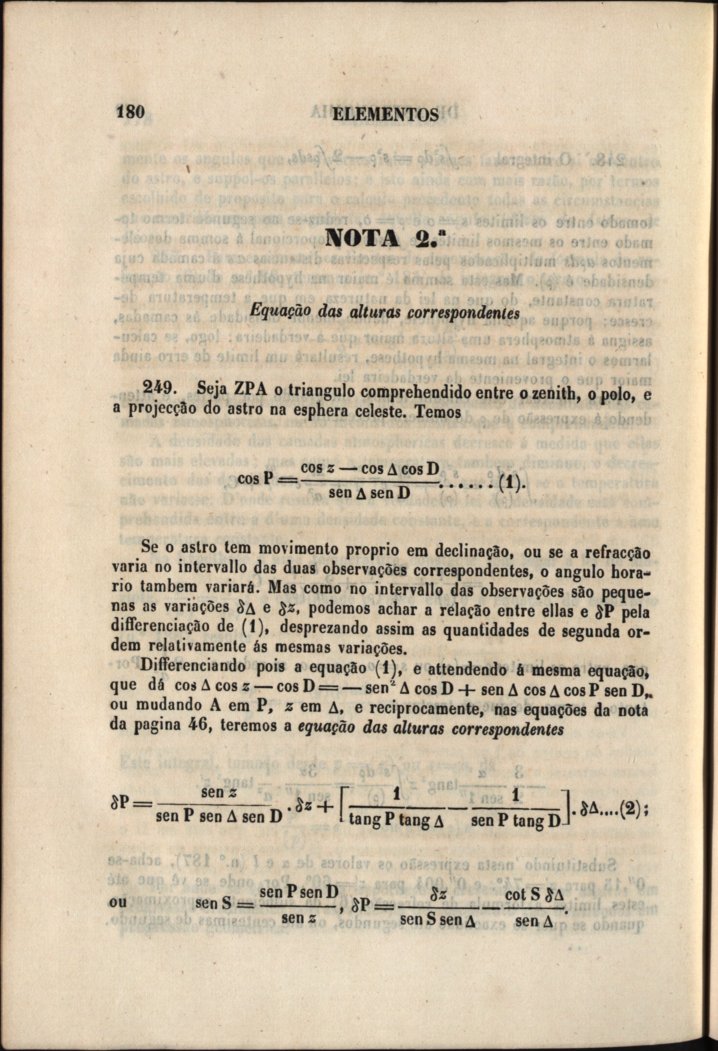 180 ELEMENTOS
NOTA 2.ª
Equação das alturas correspondentes
249. Seja ZPA o triangulo comprehendido entre o zenith, o polo, e
a projecção do astro na esphera celeste. Temos
cos P = (cos z — cos Δ cos D) / (sen Δ sen D) ...... (1).
Se o astro tem movimento proprio em declinação, ou se a refracção
varia no intervallo das duas observações correspondentes, o angulo hora-
rio tambem variará. Mas como no intervallo das observações são peque-
nas as variações δΔ e δz, podemos achar a relação entre ellas e δP pela
differenciação de (1), desprezando assim as quantidades de segunda or-
dem relativamente ás mesmas variações.
Differenciando pois a equação (1), e attendendo á mesma equação,
que dá cos Δ cos z — cos D = — sen² Δ cos D + sen Δ cos Δ cos P sen D,
ou mudando A em P, z em Δ, e reciprocamente, nas equações da nota
da pagina 46, teremos a equação das alturas correspondentes
δP = sen z / (sen P sen Δ sen D) . δz + [1 / (tang P tang Δ) — 1 / (sen P tang D)] . δΔ....(2);
ou sen S = (sen P sen D) / sen z, δP = δz / (sen S sen Δ) — (cot S δΔ) / sen Δ.